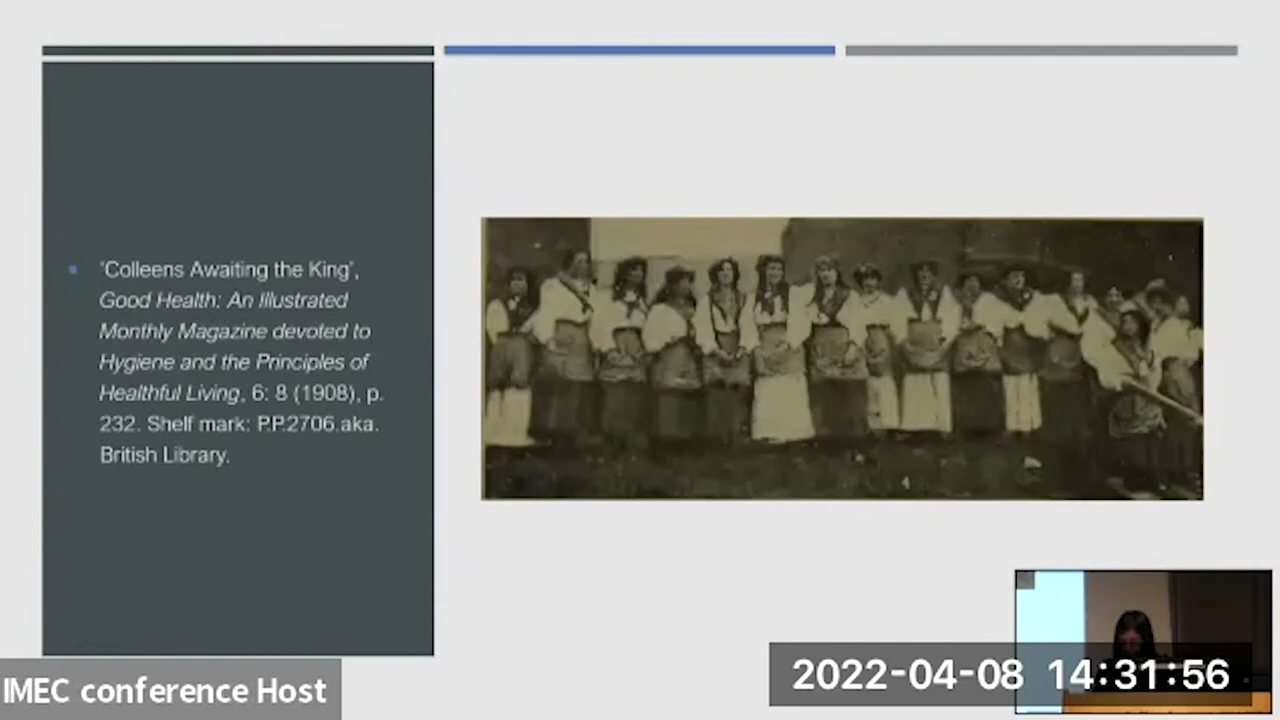 'Colleens Awaiting the King',
Good Health: An Illustrated
Monthly Magazine devoted to
Hygiene and the Principles of
Healthful Living, 6: 8 (1908), p.
232. Shelf mark: P.P.2706.aka.
British Library.
IMEC conference Host
2022-04-08 14:31:56